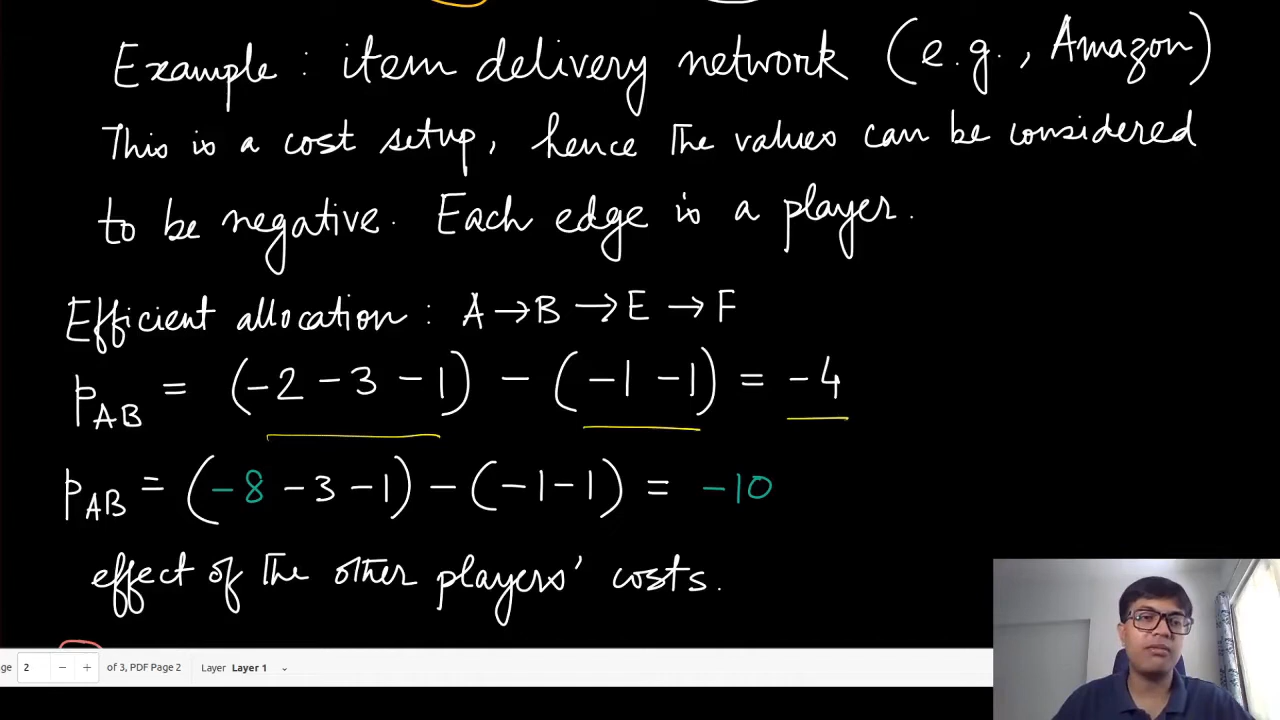 Example : item delivery network (e.g., Amazon)
This is a cost setup, hence the values can be considered
to be negative. Each edge is a player.
Efficient allocation : A → B → E → F
PAB = (-2 -3 -1) - (-1 -1) = -4
PAB = (-8 -3 -1) - (-1-1) = -10
effect of the other players' costs.
ge 2 − + of 3, PDF Page 2 Layer Layer 1